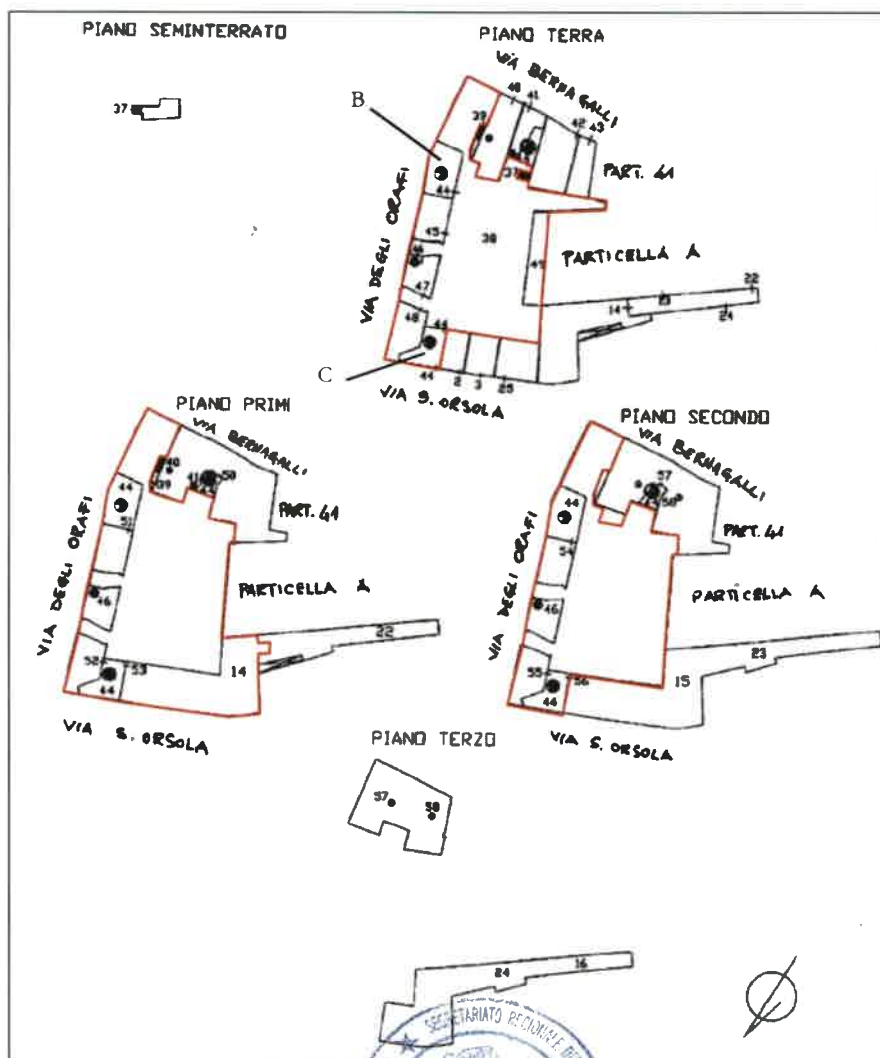 PIANO SEMINTERRATO
37
PIANO TERRA
VIA BERNAGALLI
B
39
40
41
42
43
PART. 41
37
44
VIA DEGLI ORAFI
45
38
46
49
PARTICELLA A
47
48
44
14
13
22
24
C
44
2
3
25
VIA S. ORSOLA
PIANO PRIMI
VIA BERNAGALLI
40
39
41
50
44
51
PART. 41
VIA DEGLI ORAFI
PARTICELLA A
46
22
52
53
14
44
VIA S. ORSOLA
PIANO SECONDO
VIA BERNAGALLI
57
58
44
54
PART. 41
VIA DEGLI ORAFI
PARTICELLA A
46
23
55
56
15
44
VIA S. ORSOLA
PIANO TERZO
57
58
24
16
SEGRETARIATO REGIONALE